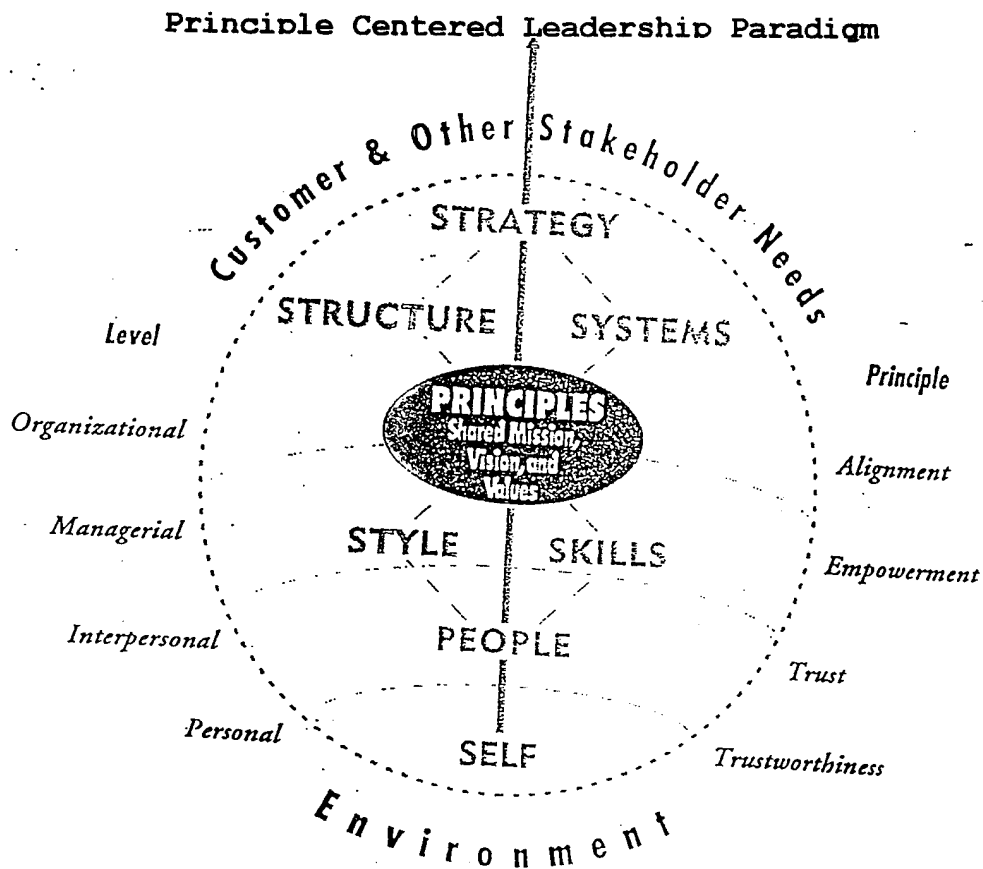 Principle Centered Leadership Paradigm
Customer & Other Stakeholder Needs
STRATEGY
STRUCTURE
SYSTEMS
Level
Principle
PRINCIPLES
Shared Mission,
Vision, and
Values
Organizational
Alignment
Managerial
STYLE
SKILLS
Empowerment
Interpersonal
PEOPLE
Trust
Personal
SELF
Trustworthiness
Environment